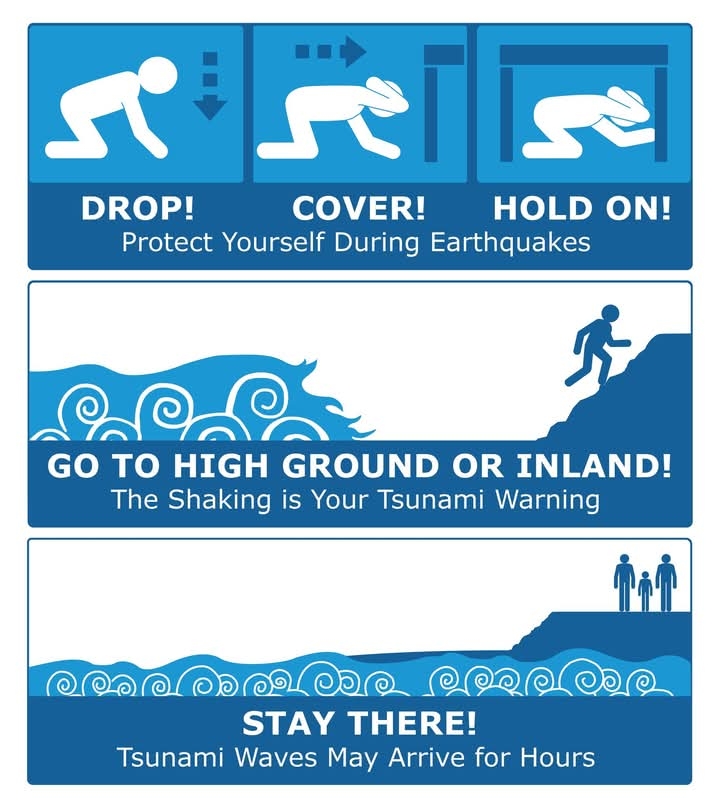 DROP! COVER! HOLD ON!
Protect Yourself During Earthquakes
GO TO HIGH GROUND OR INLAND!
The Shaking is Your Tsunami Warning
STAY THERE!
Tsunami Waves May Arrive for Hours